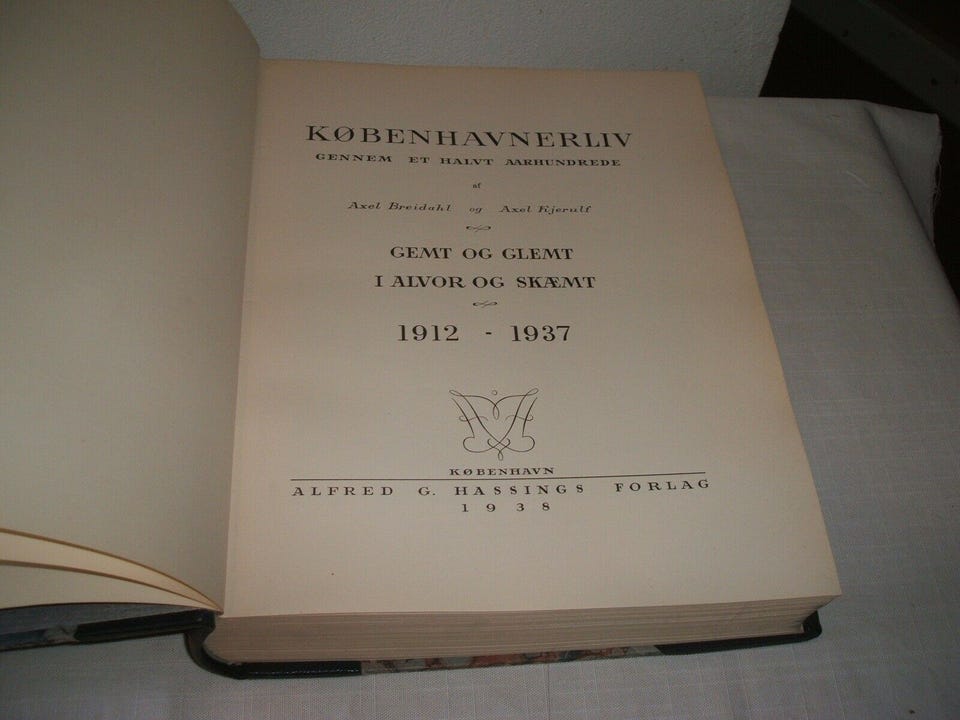 KØBENHAVNERLIV
GENNEM ET HALVT AARHUNDREDE
af
Axel Breidahl og Axel Kjerulf
GEMT OG GLEMT
I ALVOR OG SKÆMT
1912 - 1937
KØBENHAVN
ALFRED G. HASSINGS FORLAG
1938